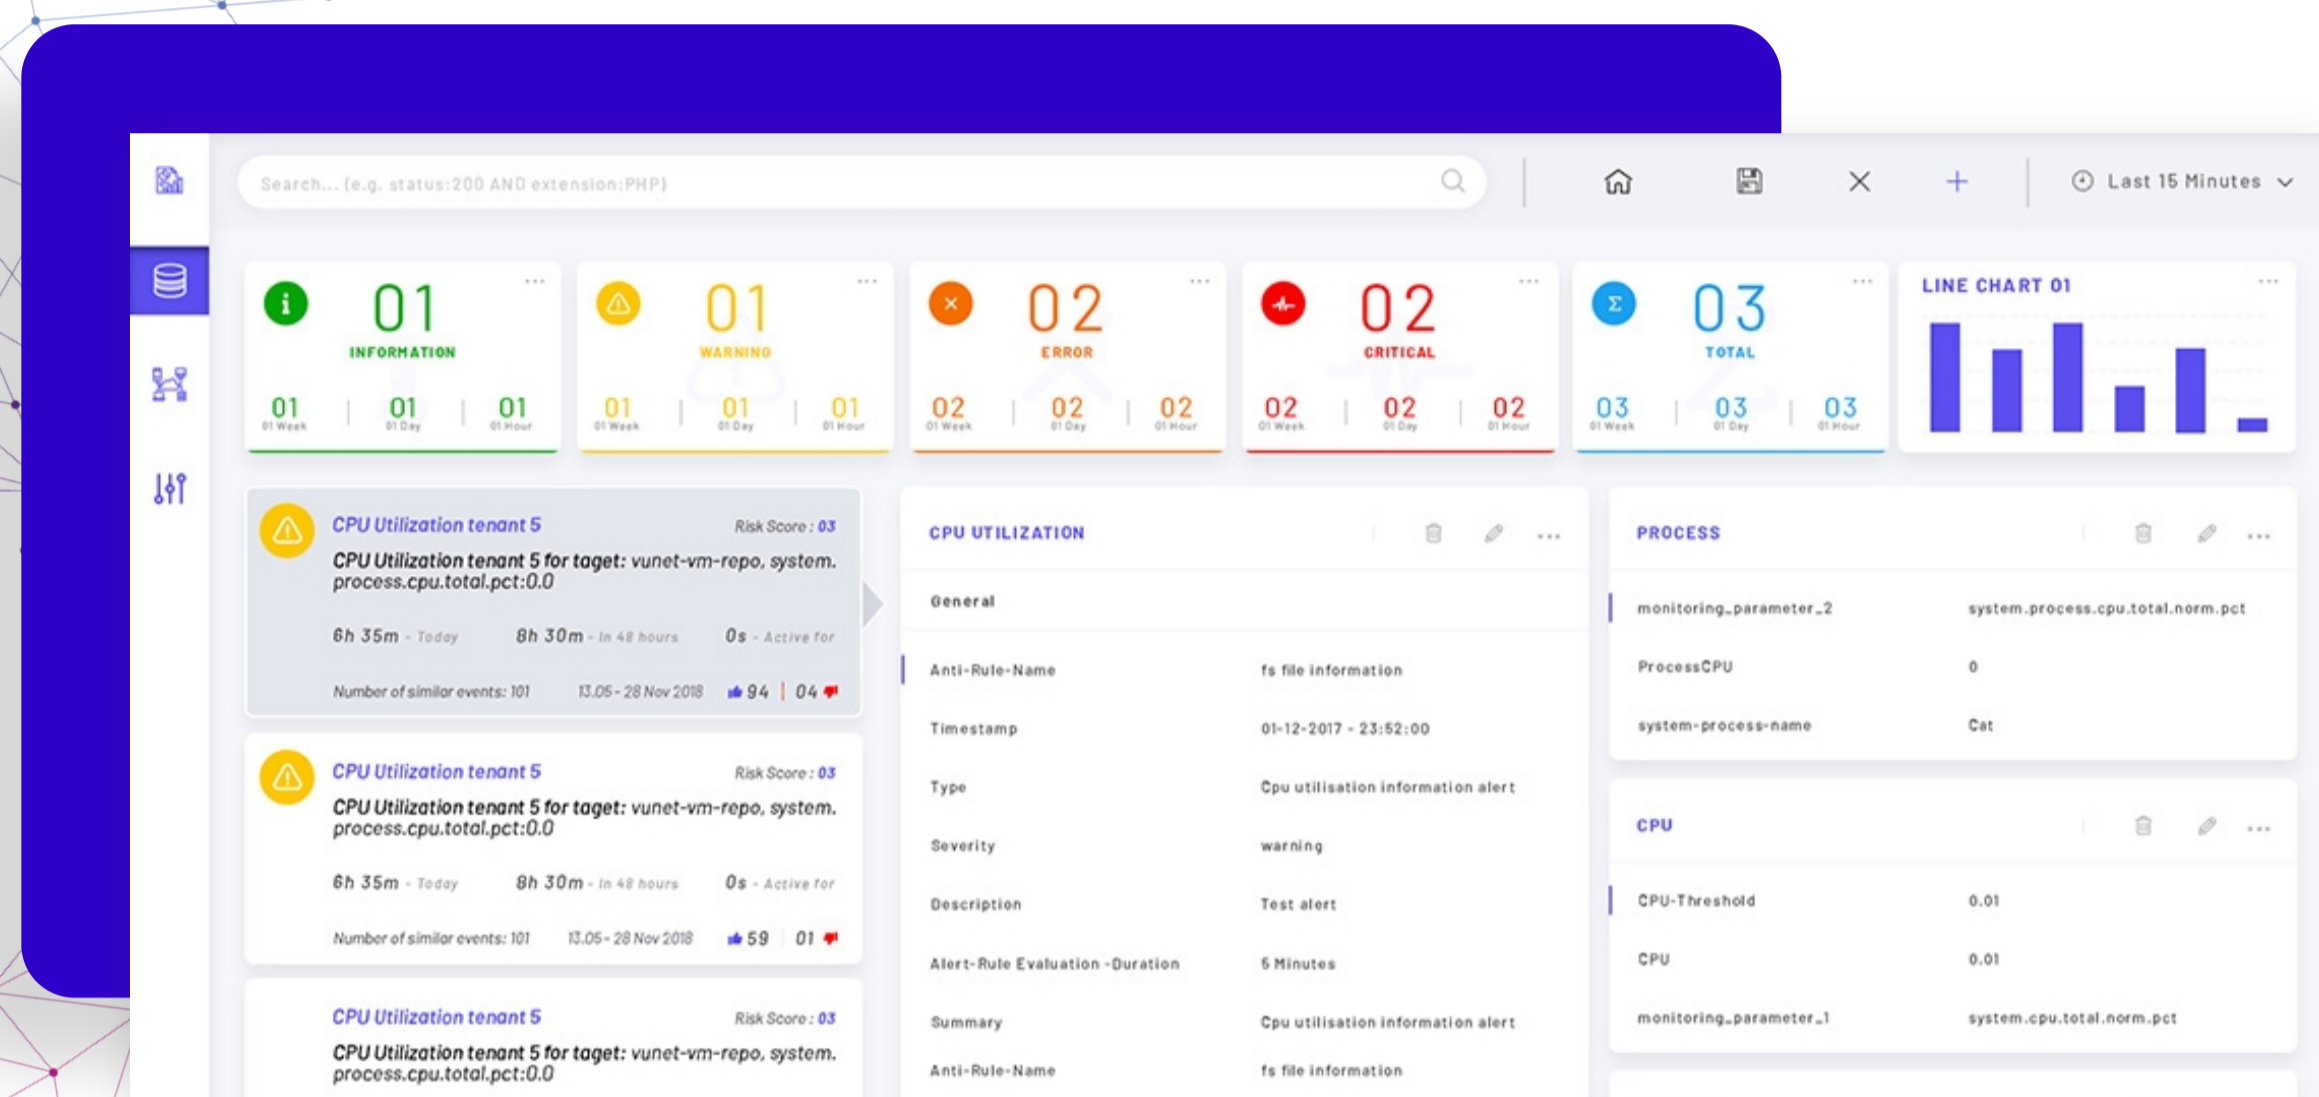 Search... (e.g. status:200 AND extension:PHP)
Last 15 Minutes
01
INFORMATION
01 01 01
01 Week 01 Day 01 Hour
01
WARNING
01 01 01
01 Week 01 Day 01 Hour
02
ERROR
02 02 02
01 Week 01 Day 01 Hour
02
CRITICAL
02 02 02
01 Week 01 Day 01 Hour
Σ
03
TOTAL
03 03 03
01 Week 01 Day 01 Hour
LINE CHART 01
CPU Utilization tenant 5 Risk Score : 03
CPU Utilization tenant 5 for taget: vunet-vm-repo, system.
process.cpu.total.pct:0.0
6h 35m - Today 8h 30m - In 48 hours 0s - Active for
Number of similar events: 101 13.05 - 28 Nov 2018 94 | 04
CPU Utilization tenant 5 Risk Score : 03
CPU Utilization tenant 5 for taget: vunet-vm-repo, system.
process.cpu.total.pct:0.0
6h 35m - Today 8h 30m - In 48 hours 0s - Active for
Number of similar events: 101 13.05 - 28 Nov 2018 59 01
CPU Utilization tenant 5 Risk Score : 03
CPU Utilization tenant 5 for taget: vunet-vm-repo, system.
process.cpu.total.pct:0.0
CPU UTILIZATION
General
Anti-Rule-Name fs file information
Timestamp 01-12-2017 - 23:52:00
Type Cpu utilisation information alert
Severity warning
Description Test alert
Alert-Rule Evaluation -Duration 5 Minutes
Summary Cpu utilisation information alert
Anti-Rule-Name fs file information
PROCESS
monitoring_parameter_2 system.process.cpu.total.norm.pct
ProcessCPU 0
system-process-name Cat
CPU
CPU-Threshold 0.01
CPU 0.01
monitoring_parameter_1 system.cpu.total.norm.pct